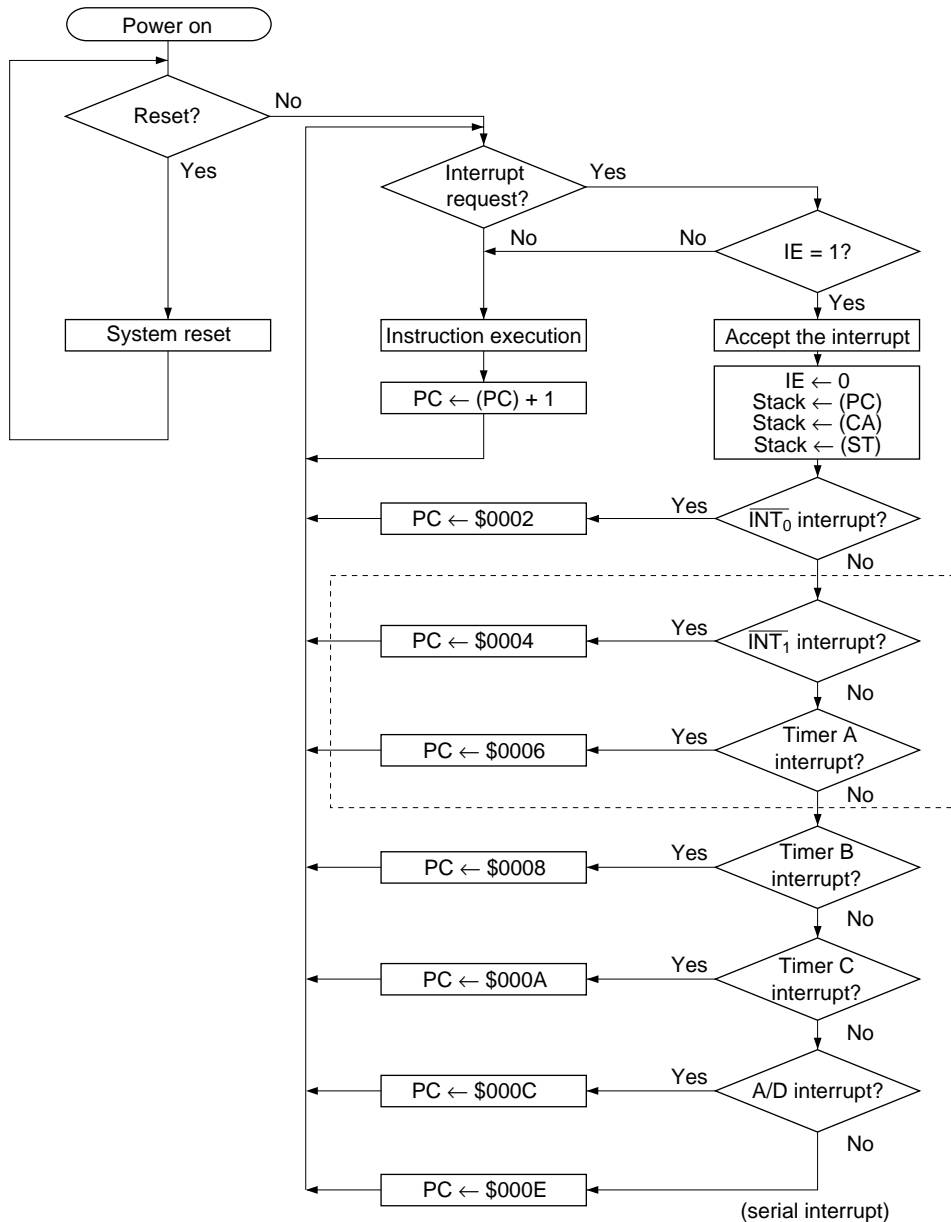 Power on
Reset?
No
Yes
Interrupt
request?
Yes
No
No
IE = 1?
Yes
System reset
Instruction execution
Accept the interrupt
PC ← (PC) + 1
IE ← 0
Stack ← (PC)
Stack ← (CA)
Stack ← (ST)
PC ← $0002
Yes
I̅N̅T̅₀ interrupt?
No
PC ← $0004
Yes
I̅N̅T̅₁ interrupt?
No
PC ← $0006
Yes
Timer A
interrupt?
No
PC ← $0008
Yes
Timer B
interrupt?
No
PC ← $000A
Yes
Timer C
interrupt?
No
PC ← $000C
Yes
A/D interrupt?
No
PC ← $000E
(serial interrupt)